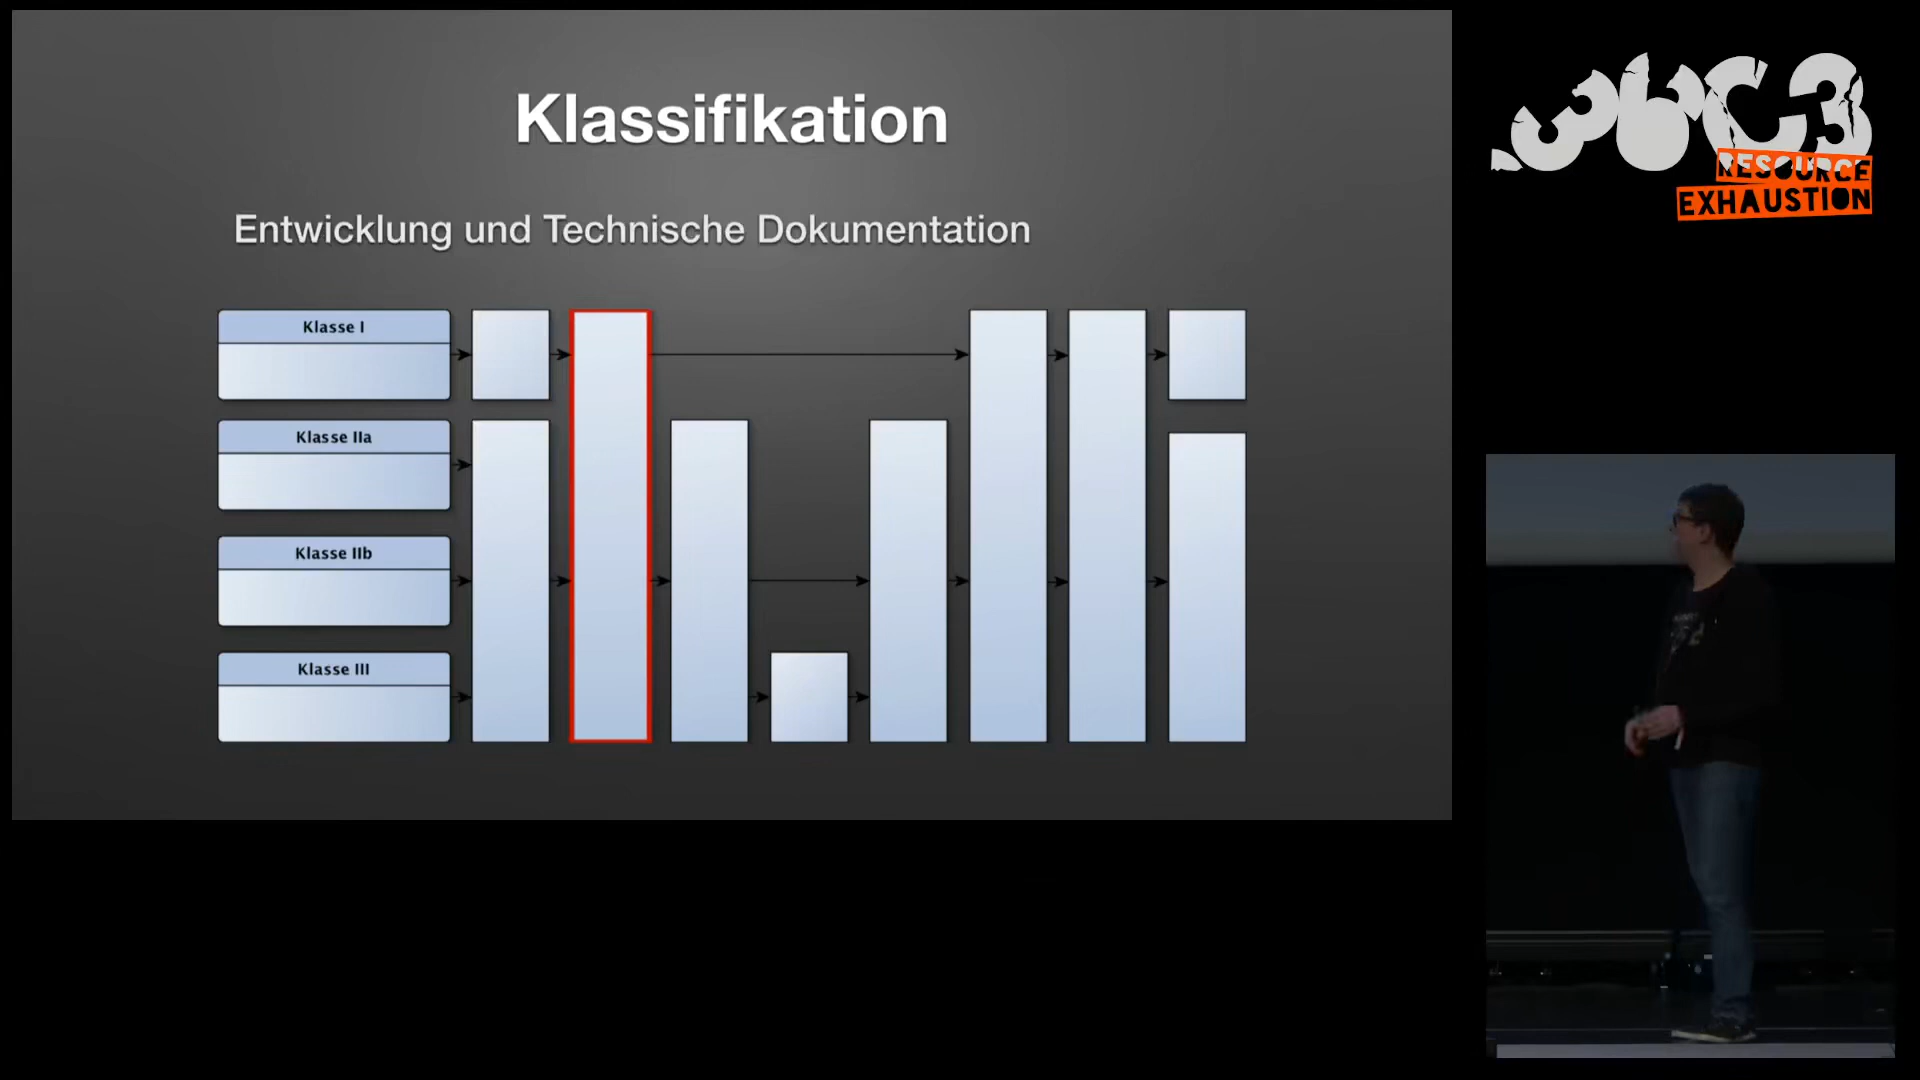 Klassifikation
Entwicklung und Technische Dokumentation
Klasse I
Klasse IIa
Klasse IIb
Klasse III
36C3
RESOURCE
EXHAUSTION